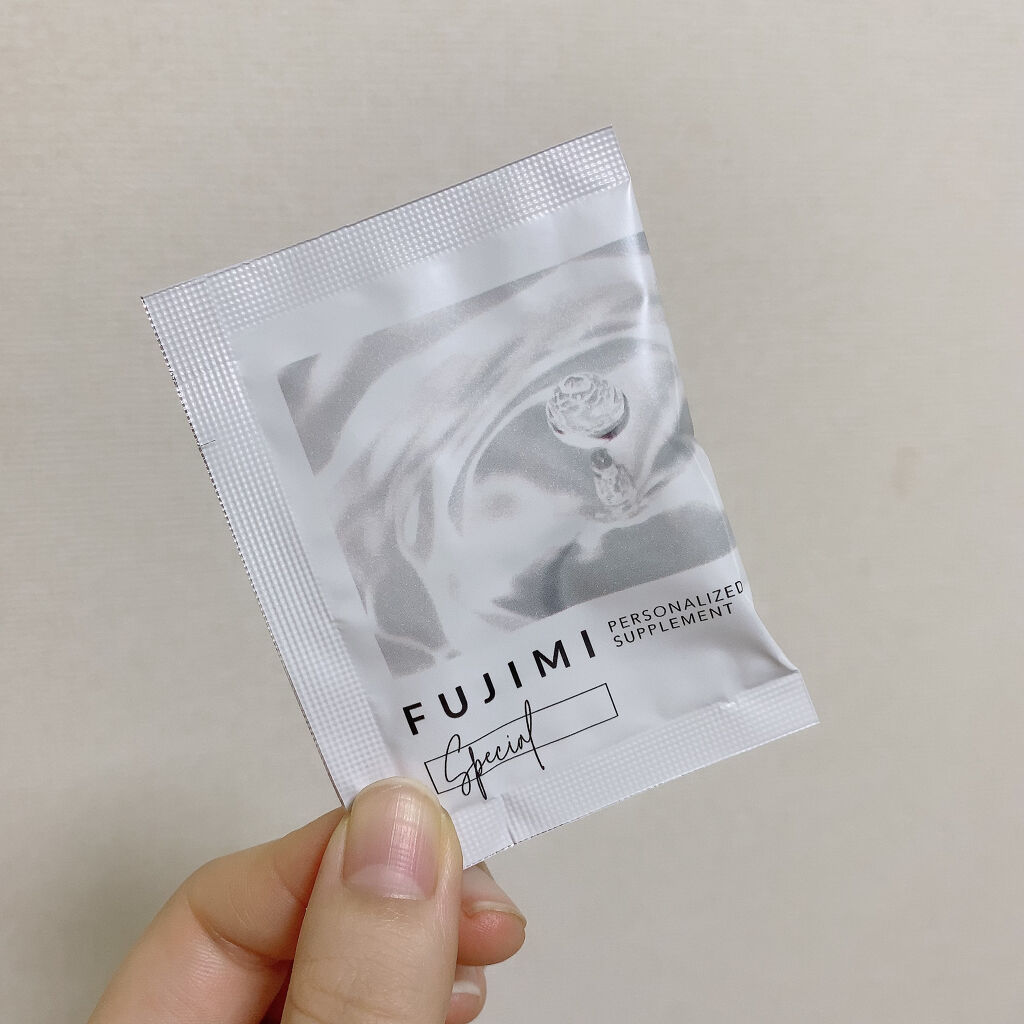 FUJIMI
PERSONALIZED
SUPPLEMENT
Special